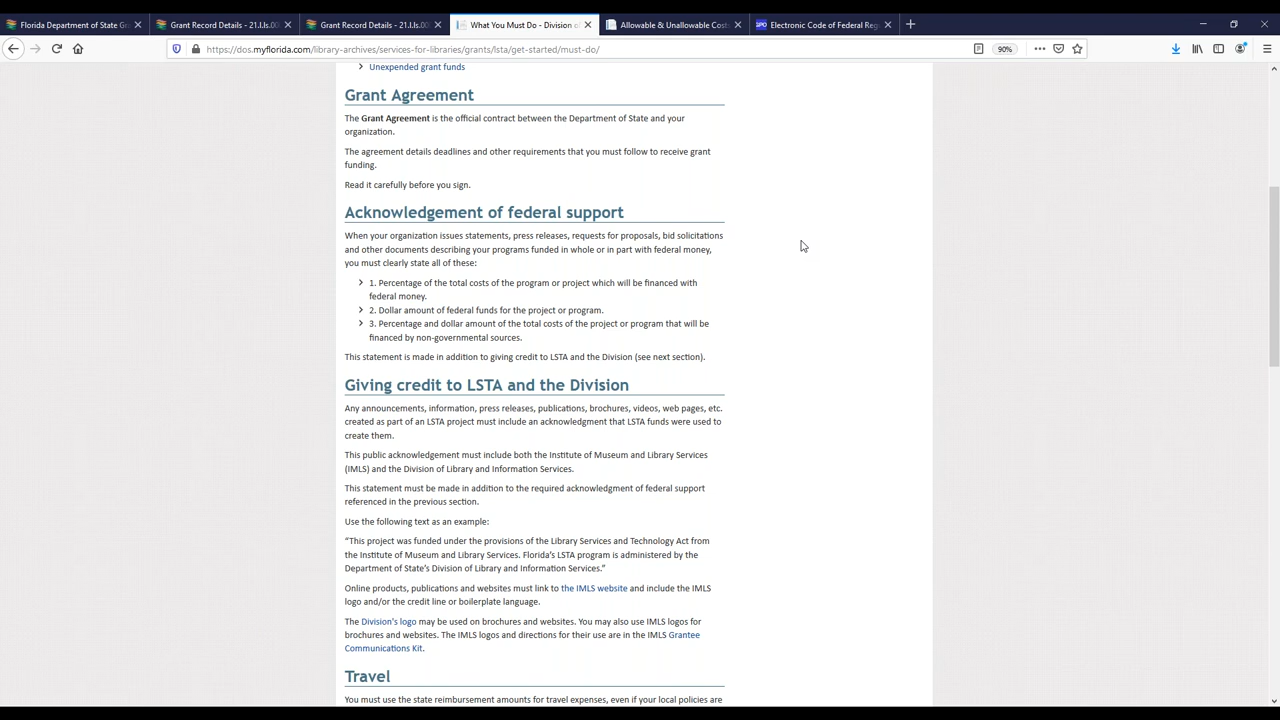 Florida Department of State Gr
Grant Record Details - 21.l.ls.00
Grant Record Details - 21.l.ls.00
What You Must Do - Division o
Allowable & Unallowable Costs
Electronic Code of Federal Reg
https://dos.myflorida.com/library-archives/services-for-libraries/grants/lsta/get-started/must-do/
90%
Unexpended grant funds
Grant Agreement
The Grant Agreement is the official contract between the Department of State and your
organization.
The agreement details deadlines and other requirements that you must follow to receive grant
funding.
Read it carefully before you sign.
Acknowledgement of federal support
When your organization issues statements, press releases, requests for proposals, bid solicitations
and other documents describing your programs funded in whole or in part with federal money,
you must clearly state all of these:
1. Percentage of the total costs of the program or project which will be financed with
federal money.
2. Dollar amount of federal funds for the project or program.
3. Percentage and dollar amount of the total costs of the project or program that will be
financed by non-governmental sources.
This statement is made in addition to giving credit to LSTA and the Division (see next section).
Giving credit to LSTA and the Division
Any announcements, information, press releases, publications, brochures, videos, web pages, etc.
created as part of an LSTA project must include an acknowledgment that LSTA funds were used to
create them.
This public acknowledgement must include both the Institute of Museum and Library Services
(IMLS) and the Division of Library and Information Services.
This statement must be made in addition to the required acknowledgment of federal support
referenced in the previous section.
Use the following text as an example:
“This project was funded under the provisions of the Library Services and Technology Act from
the Institute of Museum and Library Services. Florida’s LSTA program is administered by the
Department of State’s Division of Library and Information Services.”
Online products, publications and websites must link to the IMLS website and include the IMLS
logo and/or the credit line or boilerplate language.
The Division's logo may be used on brochures and websites. You may also use IMLS logos for
brochures and websites. The IMLS logos and directions for their use are in the IMLS Grantee
Communications Kit.
Travel
You must use the state reimbursement amounts for travel expenses, even if your local policies are